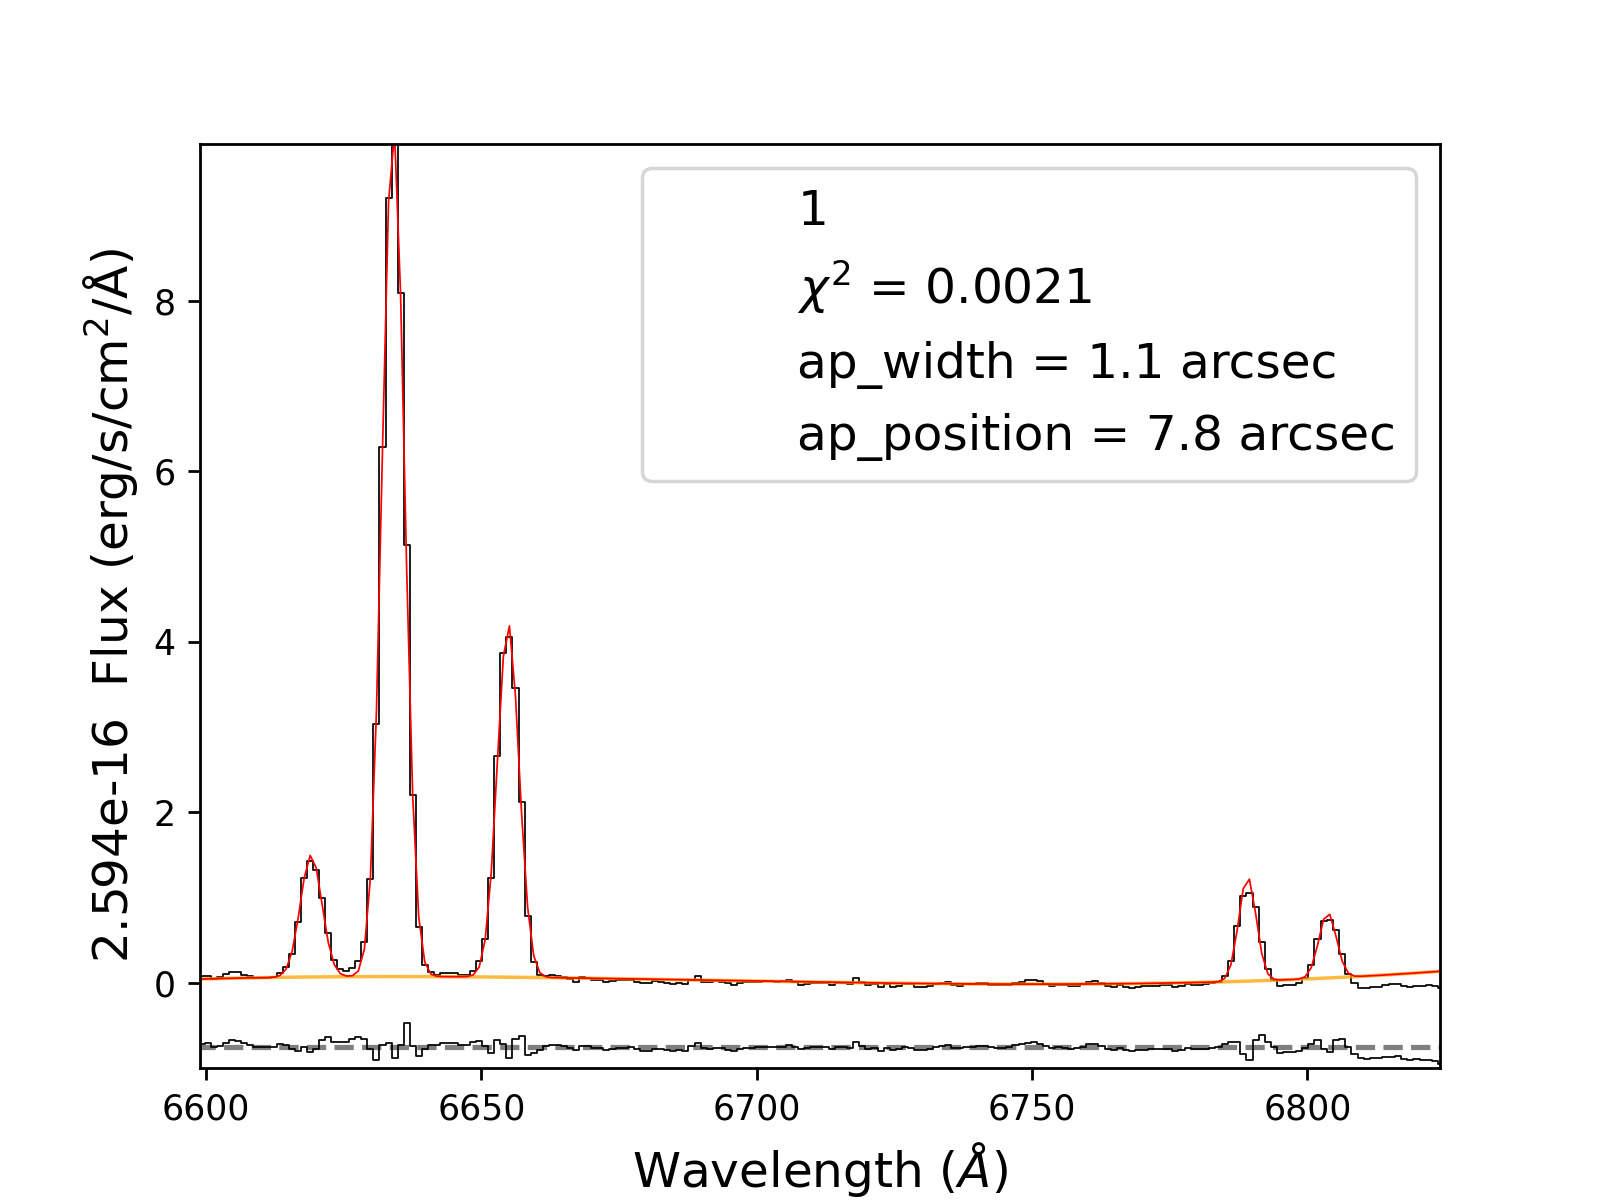 1
χ² = 0.0021
ap_width = 1.1 arcsec
ap_position = 7.8 arcsec
2.594e-16 Flux (erg/s/cm²/Å)
8
6
4
2
0
6600 6650 6700 6750 6800
Wavelength (Å)